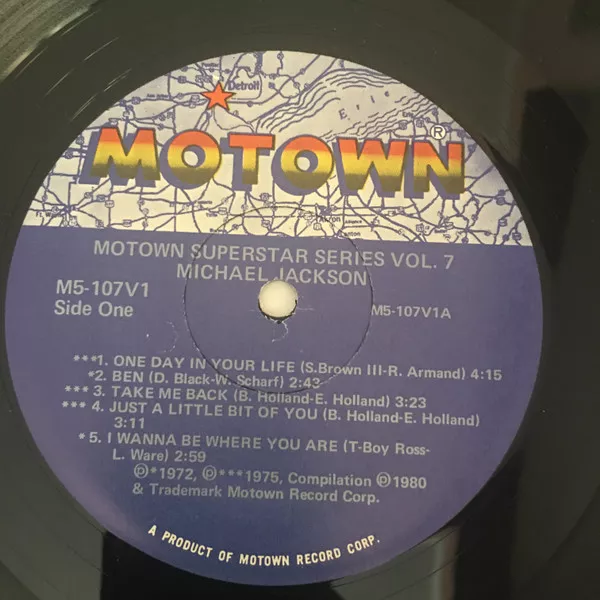 Detroit
Erie
MOTOWN®
Akron
MOTOWN SUPERSTAR SERIES VOL. 7
MICHAEL JACKSON
M5-107V1
Side One
M5-107V1A
***1. ONE DAY IN YOUR LIFE (S.Brown III-R. Armand) 4:15
*2. BEN (D. Black-W. Scharf) 2:43
*** 3. TAKE ME BACK (B. Holland-E. Holland) 3:23
*** 4. JUST A LITTLE BIT OF YOU (B. Holland-E. Holland)
3:11
*5. I WANNA BE WHERE YOU ARE (T-Boy Ross-
L. Ware) 2:59
℗*1972, ℗***1975, Compilation ℗1980
& Trademark Motown Record Corp.
A PRODUCT OF MOTOWN RECORD CORP.